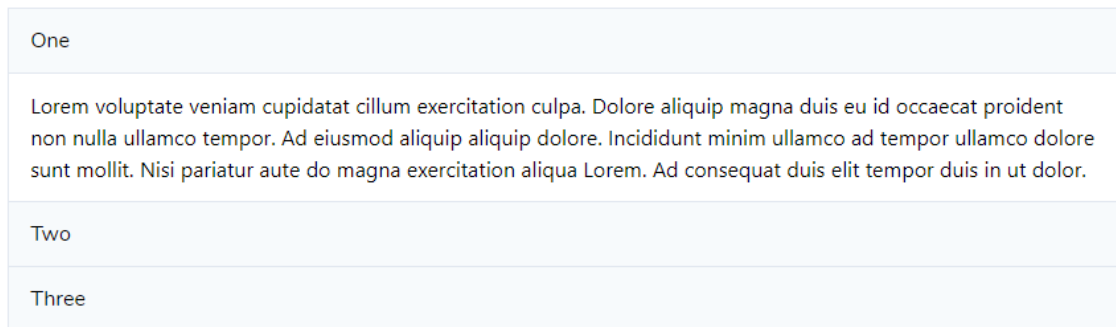 One
Lorem voluptate veniam cupidatat cillum exercitation culpa. Dolore aliquip magna duis eu id occaecat proident
non nulla ullamco tempor. Ad eiusmod aliquip aliquip dolore. Incididunt minim ullamco ad tempor ullamco dolore
sunt mollit. Nisi pariatur aute do magna exercitation aliqua Lorem. Ad consequat duis elit tempor duis in ut dolor.
Two
Three